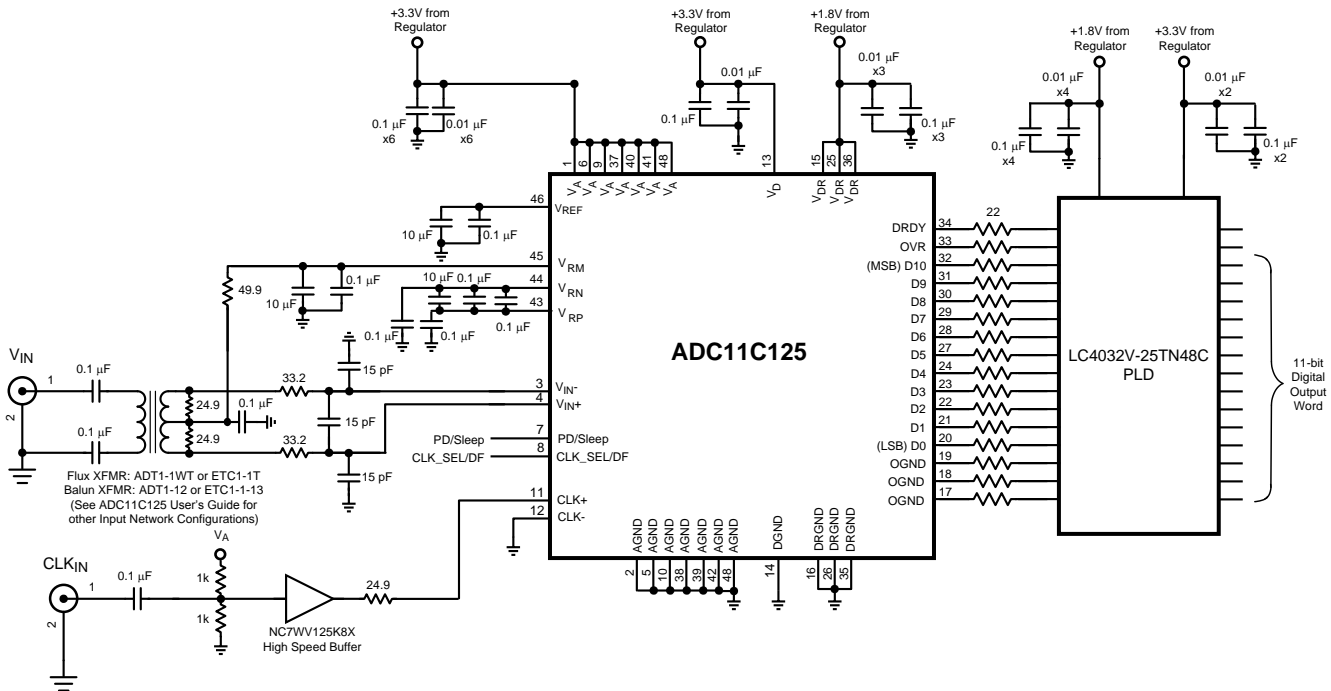 +3.3V from
Regulator
+3.3V from
Regulator
+1.8V from
Regulator
+1.8V from
Regulator
+3.3V from
Regulator
0.1 µF
x6
0.01 µF
x6
0.1 µF
0.01 µF
0.01 µF
x3
0.1 µF
x3
0.01 µF
x4
0.1 µF
x4
0.01 µF
x2
0.1 µF
x2
1
6
9
37
40
41
48
13
15
25
36
VA
VA
VA
VA
VA
VA
VA
VD
VDR
VDR
VDR
46
VREF
10 µF
0.1 µF
45
VRM
49.9
10 µF
0.1 µF
44
VRN
43
VRP
10 µF
0.1 µF
0.1 µF
0.1 µF
0.1 µF
VIN
1
2
0.1 µF
0.1 µF
24.9
24.9
0.1 µF
33.2
33.2
15 pF
15 pF
15 pF
3
VIN-
4
VIN+
PD/Sleep
7
PD/Sleep
CLK_SEL/DF
8
CLK_SEL/DF
11
CLK+
12
CLK-
Flux XFMR: ADT1-1WT or ETC1-1T
Balun XFMR: ADT1-12 or ETC1-1-13
(See ADC11C125 User's Guide for
other Input Network Configurations)
VA
CLKIN
1
2
0.1 µF
1k
1k
24.9
NC7WV125K8X
High Speed Buffer
ADC11C125
AGND
AGND
AGND
AGND
AGND
AGND
AGND
DGND
DRGND
DRGND
DRGND
2
5
10
38
39
42
48
14
16
26
35
22
DRDY 34
OVR 33
(MSB) D10 32
D9 31
D8 30
D7 29
D6 28
D5 27
D4 24
D3 23
D2 22
D1 21
(LSB) D0 20
OGND 19
OGND 18
OGND 17
LC4032V-25TN48C
PLD
11-bit
Digital
Output
Word